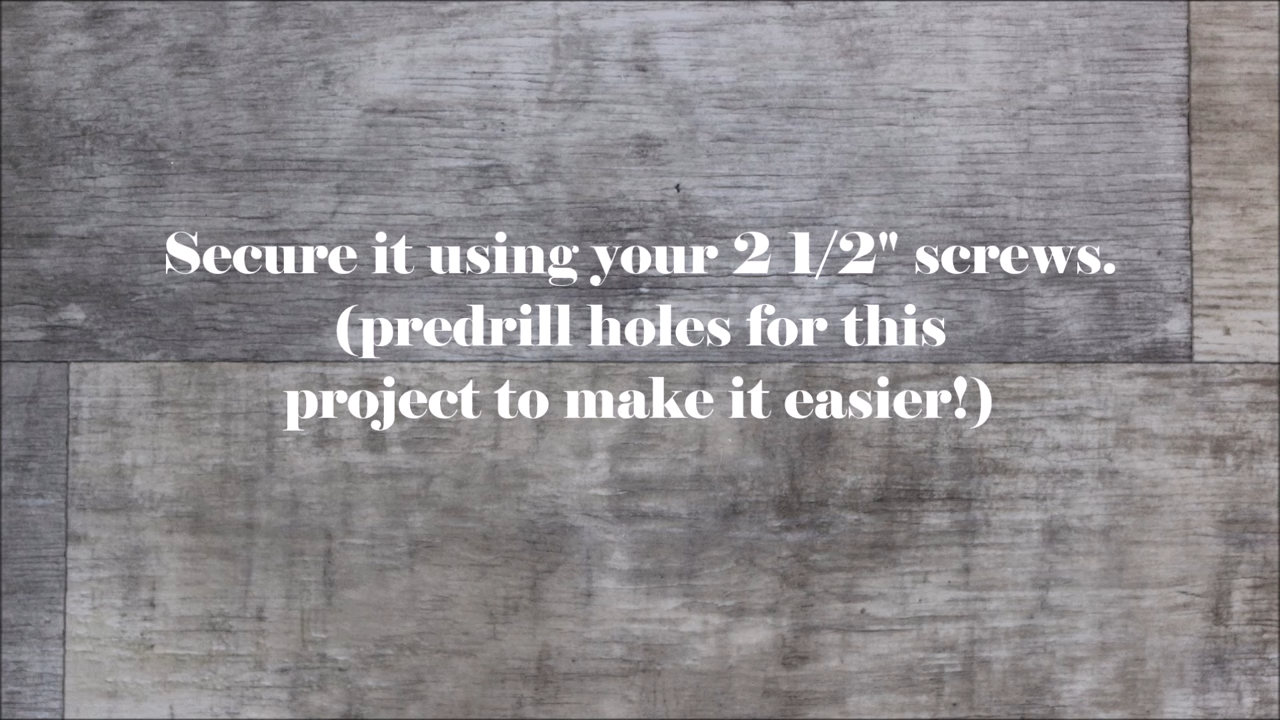 Secure it using your 2 1/2" screws.
(predrill holes for this
project to make it easier!)